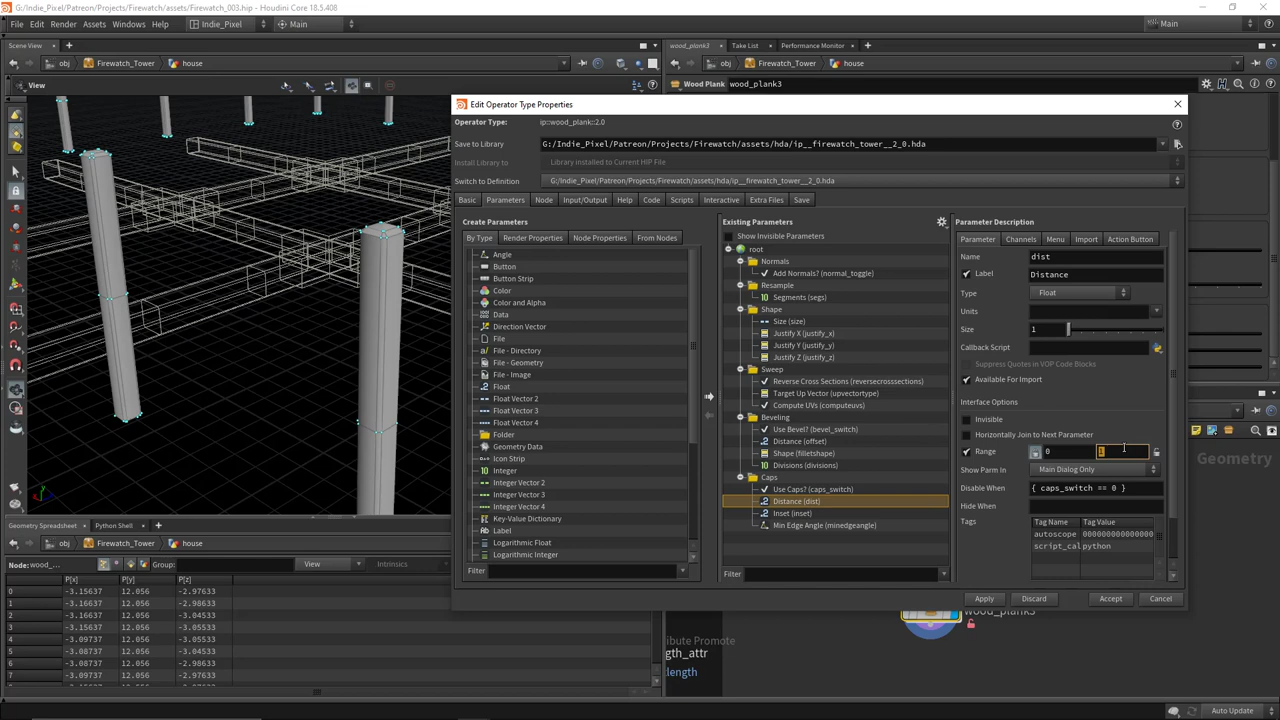 G:/Indie_Pixel/Patreon/Projects/Firewatch/assets/Firewatch_003.hip - Houdini Core 18.5.408
File Edit Render Assets Windows Help Indie_Pixel Main Main
Scene View
wood_plank3 Take List Performance Monitor
obj Firewatch_Tower house
obj Firewatch_Tower house
View
Wood Plank wood_plank3
Edit Operator Type Properties
Operator Type: ip::wood_plank::2.0
Save to Library G:/Indie_Pixel/Patreon/Projects/Firewatch/assets/hda/ip__firewatch_tower__2_0.hda
Install Library to Library installed to Current HIP File
Switch to Definition G:/Indie_Pixel/Patreon/Projects/Firewatch/assets/hda/ip__firewatch_tower__2_0.hda
Basic Parameters Node Input/Output Help Code Scripts Interactive Extra Files Save
Create Parameters
By Type Render Properties Node Properties From Nodes
Angle
Button
Button Strip
Color
Color and Alpha
Data
Direction Vector
File
File - Directory
File - Geometry
File - Image
Float
Float Vector 2
Float Vector 3
Float Vector 4
Folder
Geometry Data
Icon Strip
Integer
Integer Vector 2
Integer Vector 3
Integer Vector 4
Key-Value Dictionary
Label
Logarithmic Float
Logarithmic Integer
Filter
Existing Parameters
Show Invisible Parameters
root
Normals
Add Normals? (normal_toggle)
Resample
Segments (segs)
Shape
Size (size)
Justify X (justify_x)
Justify Y (justify_y)
Justify Z (justify_z)
Sweep
Reverse Cross Sections (reversecrosssections)
Target Up Vector (upvectortype)
Compute UVs (computeuvs)
Beveling
Use Bevel? (bevel_switch)
Distance (offset)
Shape (filletshape)
Divisions (divisions)
Caps
Use Caps? (caps_switch)
Distance (dist)
Inset (inset)
Min Edge Angle (minedgeangle)
Filter
Parameter Description
Parameter Channels Menu Import Action Button
Name dist
Label Distance
Type Float
Units
Size 1
Callback Script
Suppress Quotes in VOP Code Blocks
Available For Import
Interface Options
Invisible
Horizontally Join to Next Parameter
Range 0 1
Show Parm in Main Dialog Only
Disable When { caps_switch == 0 }
Hide When
Tags Tag Name Tag Value
autoscope 000000000000000
script_cal python
Apply Discard Accept Cancel
Geometry Spreadsheet Python Shell
obj Firewatch_Tower house
Node: wood_... Group: View Intrinsics
P[x] P[y] P[z]
0 -3.15637 12.056 -2.97633
1 -3.16637 12.056 -2.98633
2 -3.16637 12.056 -3.04533
3 -3.15637 12.056 -3.05533
4 -3.09737 12.056 -3.05533
5 -3.08737 12.056 -3.04533
6 -3.08737 12.056 -2.98633
7 -3.09737 12.056 -2.97633
Geometry
wood_plank3
ibute Promote
gth_attr
length
Auto Update